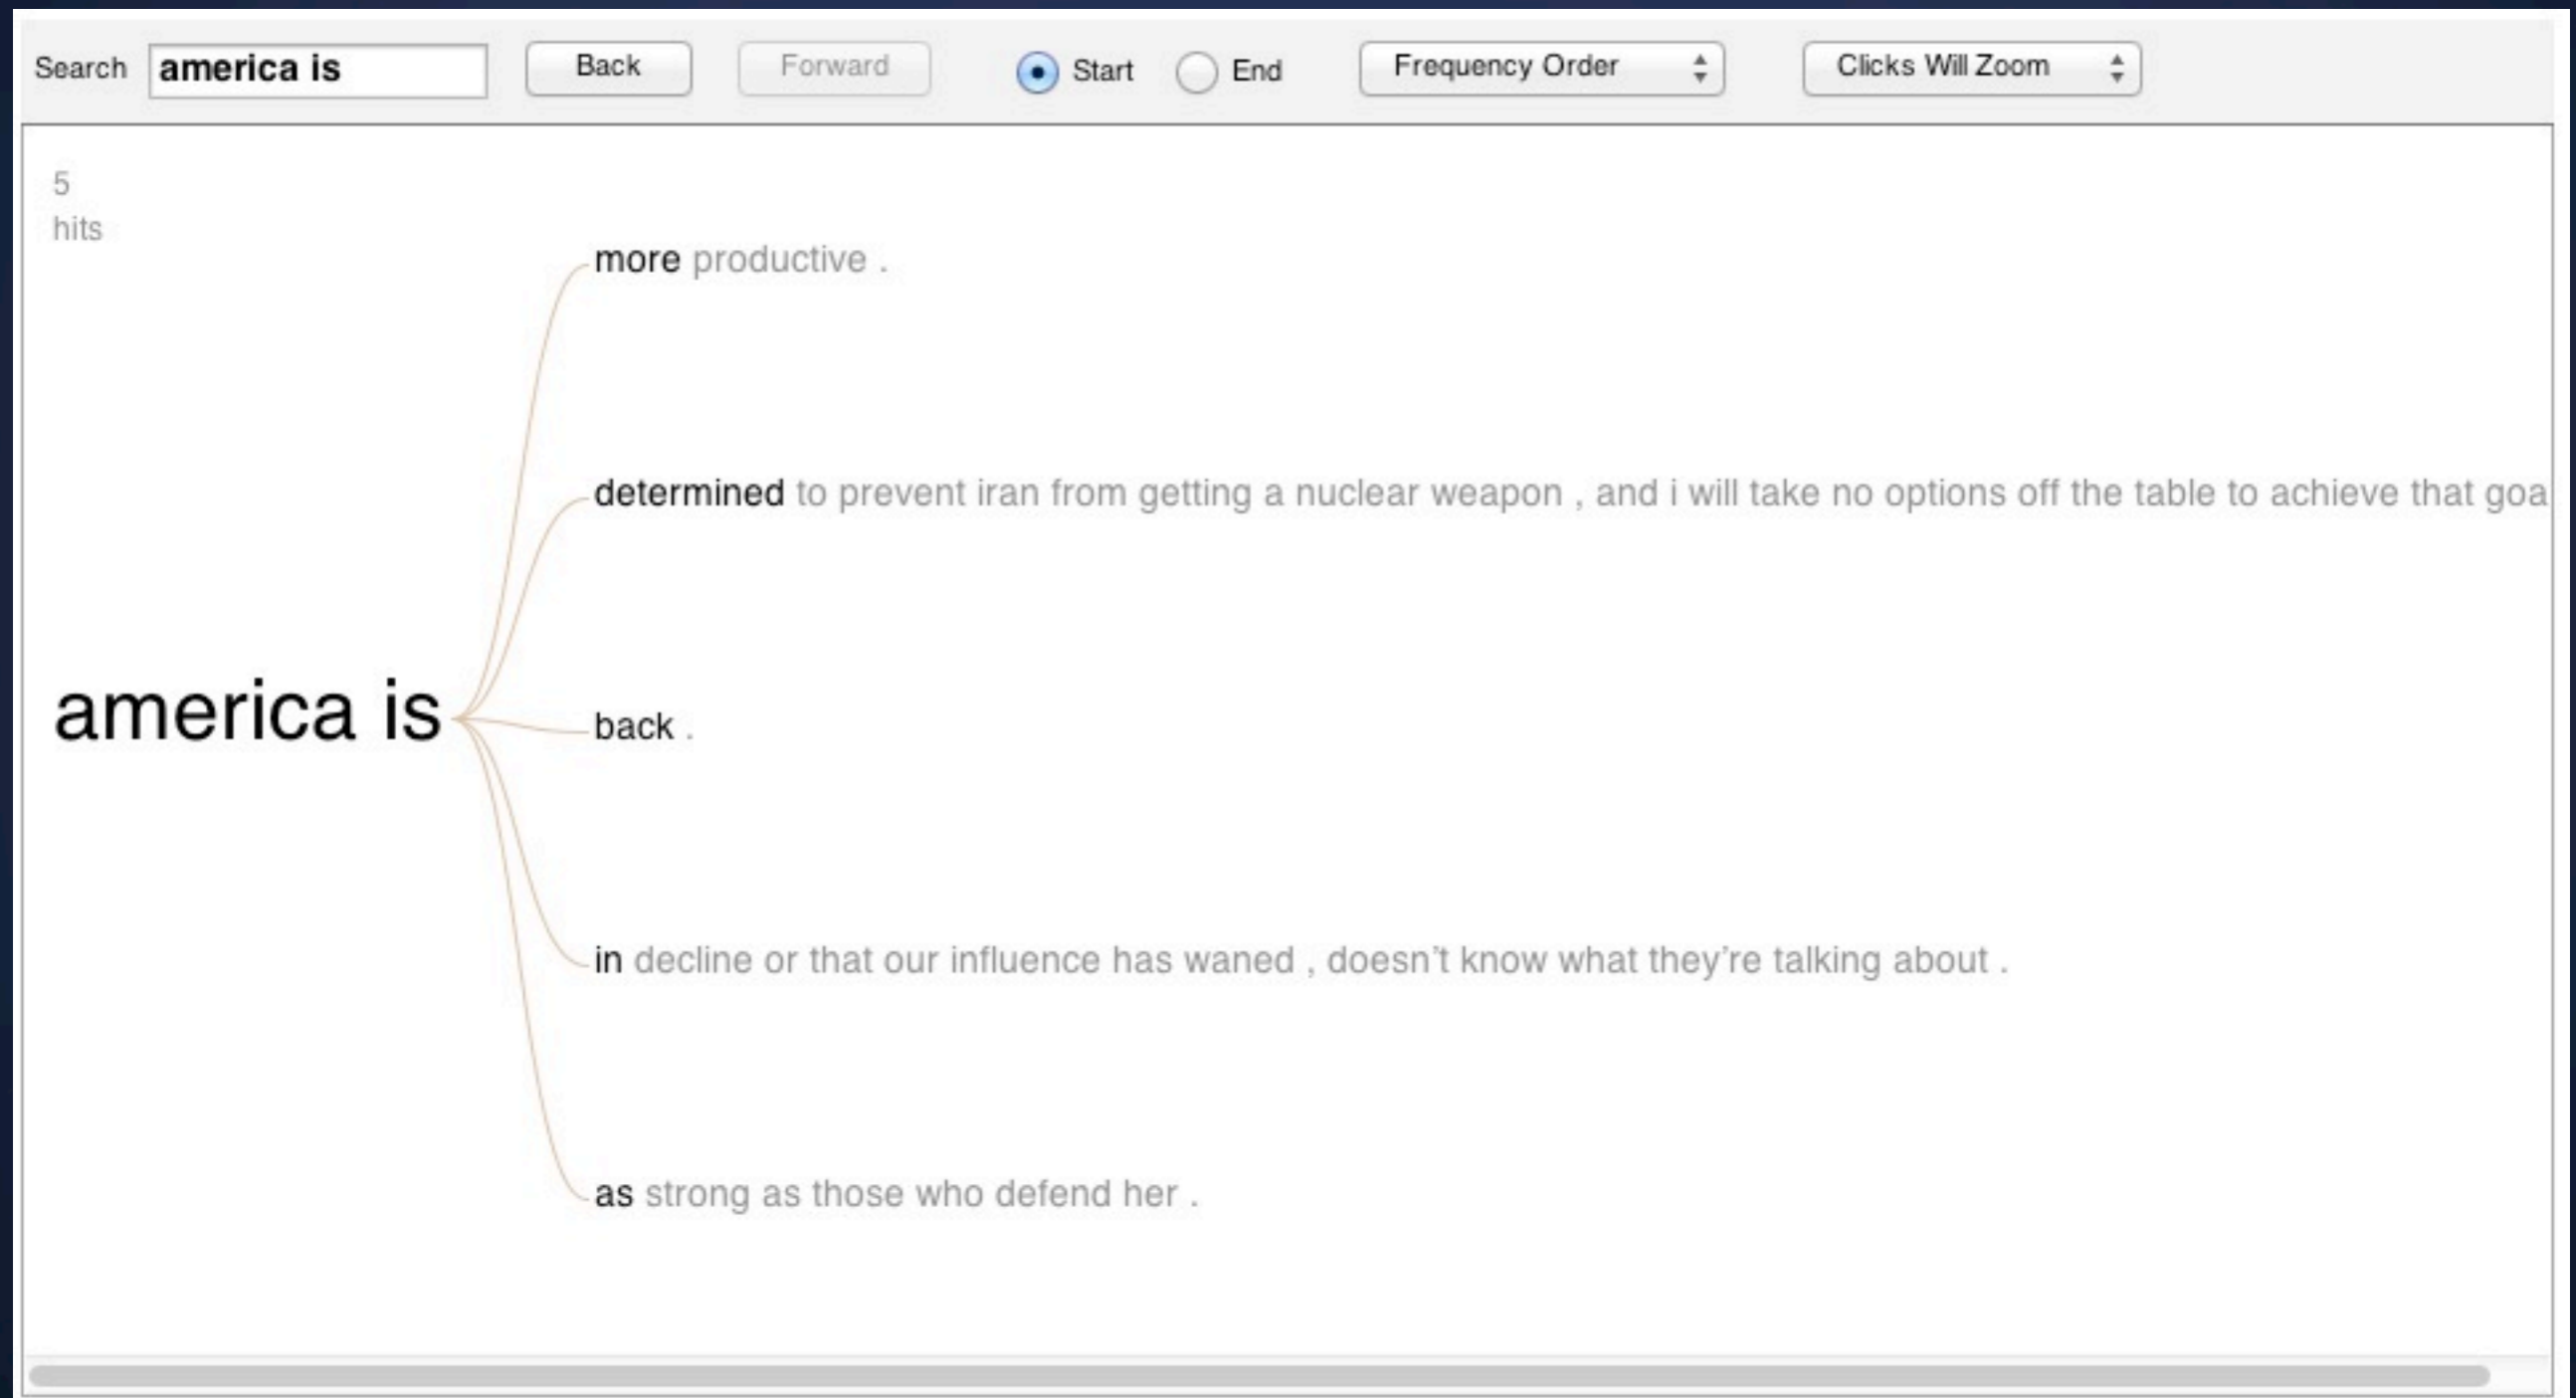 Search america is Back Forward Start End Frequency Order Clicks Will Zoom
5
hits
more productive .
determined to prevent iran from getting a nuclear weapon , and i will take no options off the table to achieve that goa
america is
back .
in decline or that our influence has waned , doesn't know what they're talking about .
as strong as those who defend her .